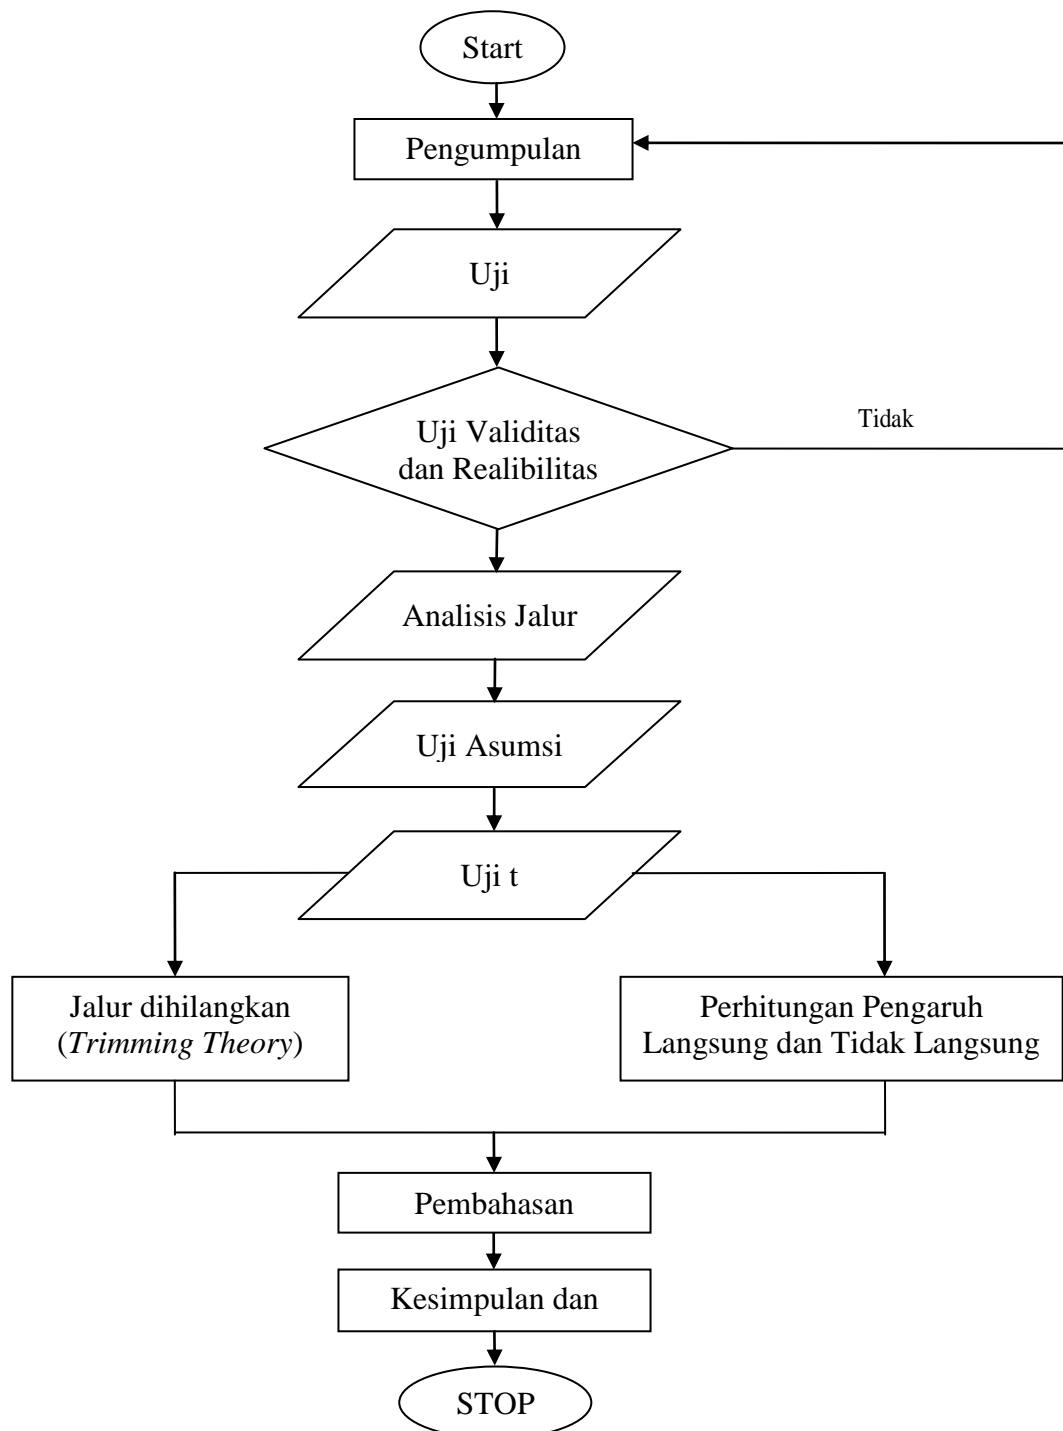 Start
Pengumpulan
Uji
Uji Validitas
dan Realibilitas
Tidak
Analisis Jalur
Uji Asumsi
Uji t
Jalur dihilangkan
(Trimming Theory)
Perhitungan Pengaruh
Langsung dan Tidak Langsung
Pembahasan
Kesimpulan dan
STOP